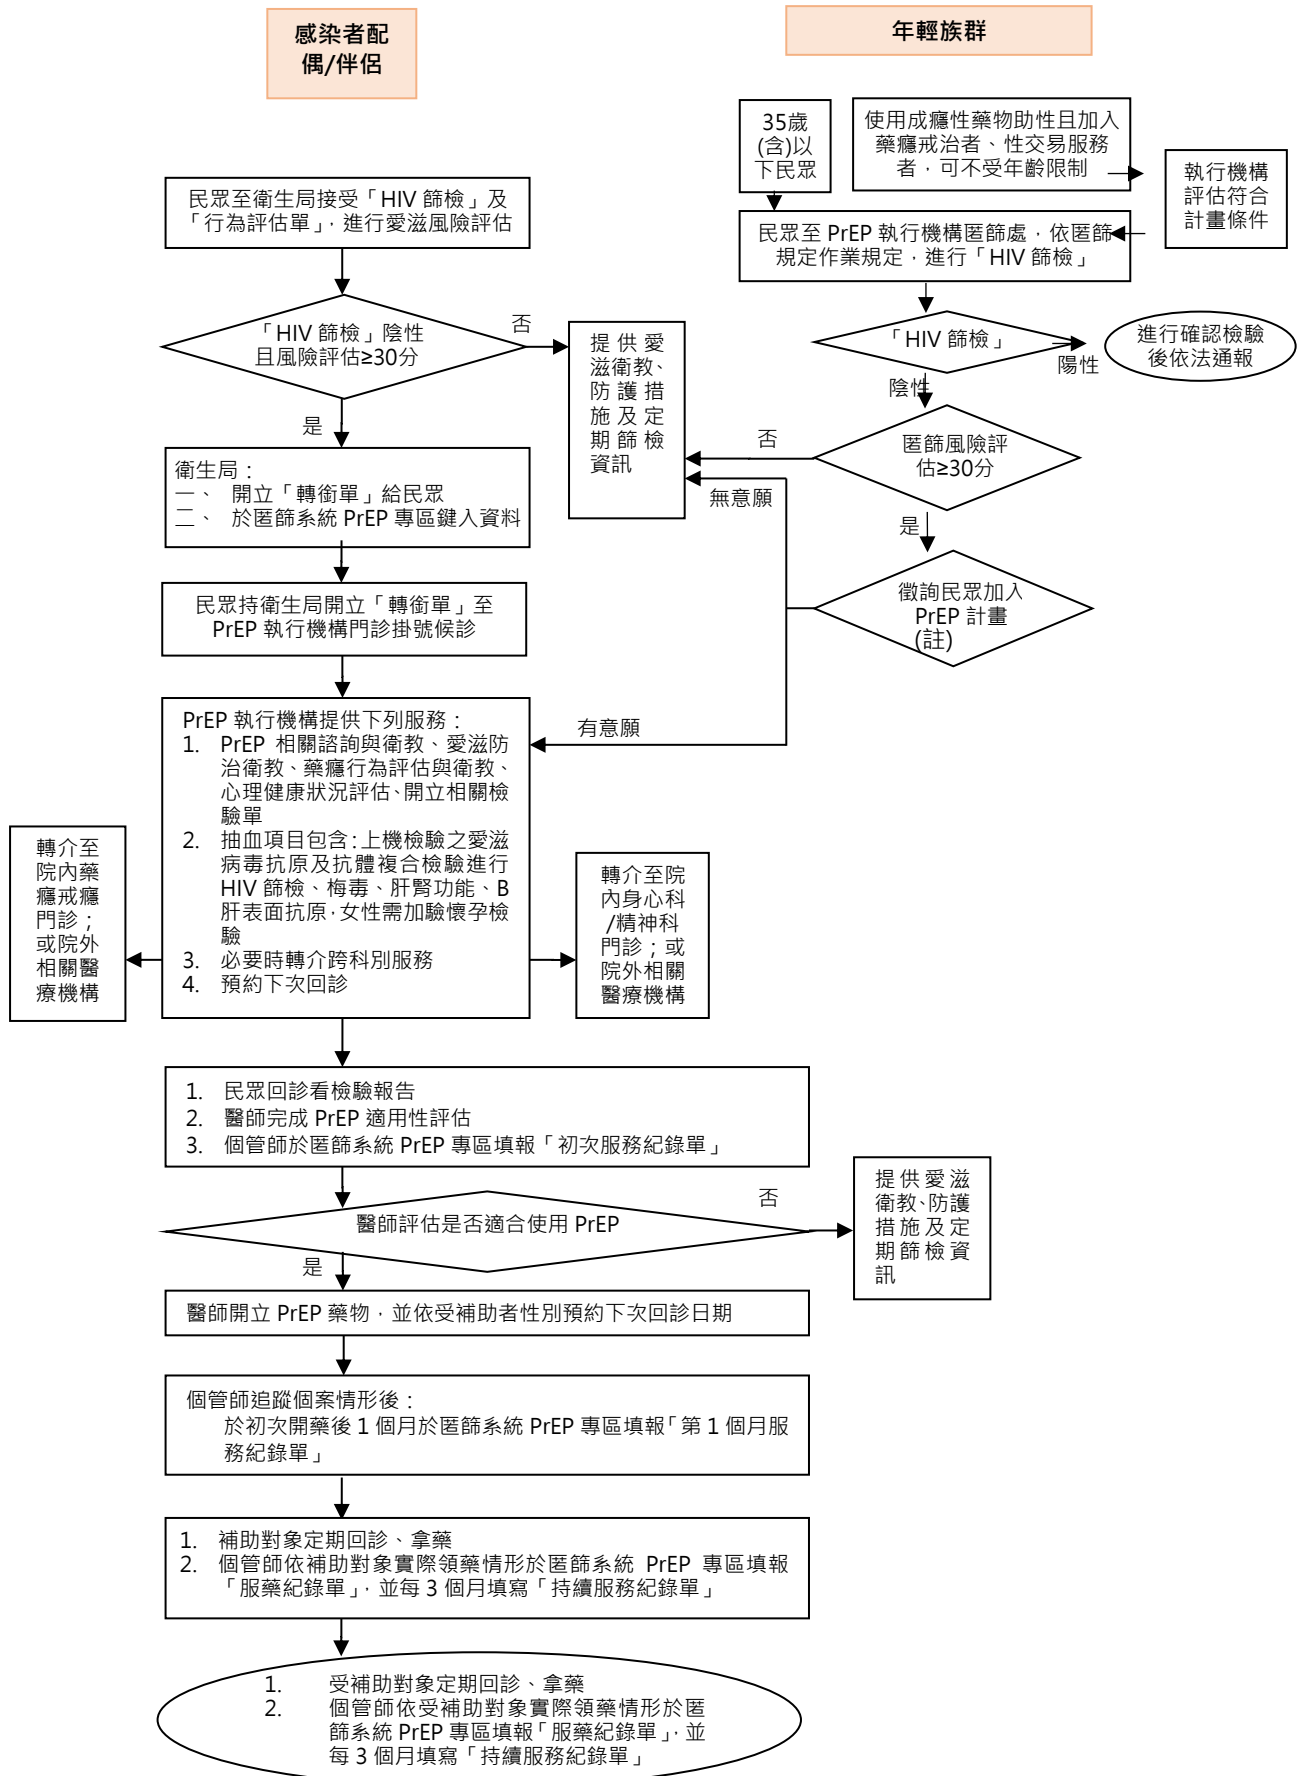 感染者配
偶/伴侶
年輕族群
35歲
(含)以
下民眾
使用成癮性藥物助性且加入
藥癮戒治者、性交易服務
者，可不受年齡限制
執行機構
評估符合
計畫條件
民眾至衛生局接受「HIV 篩檢」及
「行為評估單」，進行愛滋風險評估
民眾至 PrEP 執行機構匿篩處，依匿篩
規定作業規定，進行「HIV 篩檢」
「HIV 篩檢」陰性
且風險評估≥30分
否
提供愛
滋衛教、
防護措
施及定
期篩檢
資訊
「HIV 篩檢」
陽性
進行確認檢驗
後依法通報
陰性
是
否
匿篩風險評
估≥30分
衛生局：
一、 開立「轉銜單」給民眾
二、 於匿篩系統 PrEP 專區鍵入資料
無意願
是
民眾持衛生局開立「轉銜單」至
PrEP 執行機構門診掛號候診
徵詢民眾加入
PrEP 計畫
(註)
有意願
PrEP 執行機構提供下列服務：
1. PrEP 相關諮詢與衛教、愛滋防
治衛教、藥癮行為評估與衛教、
心理健康狀況評估、開立相關檢
驗單
2. 抽血項目包含：上機檢驗之愛滋
病毒抗原及抗體複合檢驗進行
HIV 篩檢、梅毒、肝腎功能、B
肝表面抗原，女性需加驗懷孕檢
驗
3. 必要時轉介跨科別服務
4. 預約下次回診
轉介至
院內藥
癮戒癮
門診；
或院外
相關醫
療機構
轉介至院
內身心科
/精神科
門診；或
院外相關
醫療機構
1. 民眾回診看檢驗報告
2. 醫師完成 PrEP 適用性評估
3. 個管師於匿篩系統 PrEP 專區填報「初次服務紀錄單」
醫師評估是否適合使用 PrEP
否
提供愛滋
衛教、防護
措施及定
期篩檢資
訊
是
醫師開立 PrEP 藥物，並依受補助者性別預約下次回診日期
個管師追蹤個案情形後：
於初次開藥後 1 個月於匿篩系統 PrEP 專區填報「第 1 個月服
務紀錄單」
1. 補助對象定期回診、拿藥
2. 個管師依補助對象實際領藥情形於匿篩系統 PrEP 專區填報
「服藥紀錄單」，並每 3 個月填寫「持續服務紀錄單」
1. 受補助對象定期回診、拿藥
2. 個管師依受補助對象實際領藥情形於匿
篩系統 PrEP 專區填報「服藥紀錄單」，並
每 3 個月填寫「持續服務紀錄單」